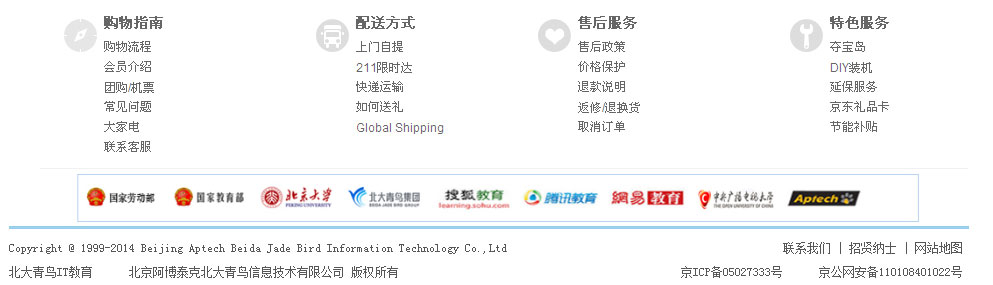 购物指南
购物流程
会员介绍
团购/机票
常见问题
大家电
联系客服
配送方式
上门自提
211限时达
快递运输
如何送礼
Global Shipping
售后服务
售后政策
价格保护
退款说明
返修/退换货
取消订单
特色服务
夺宝岛
DIY装机
延保服务
京东礼品卡
节能补贴
国家劳动部 国家教育部 北京大学 PEKING UNIVERSITY 北大青鸟集团 JADE BIRD GROUP 搜狐教育 learning.sohu.com 腾讯教育 網易教育 中央广播电视大学 THE OPEN UNIVERSITY OF CHINA Aptech
Copyright @ 1999-2014 Beijing Aptech Beida Jade Bird Information Technology Co.,Ltd 联系我们 | 招贤纳士 | 网站地图
北大青鸟IT教育 北京阿博泰克北大青鸟信息技术有限公司 版权所有 京ICP备05027333号 京公网安备110108401022号